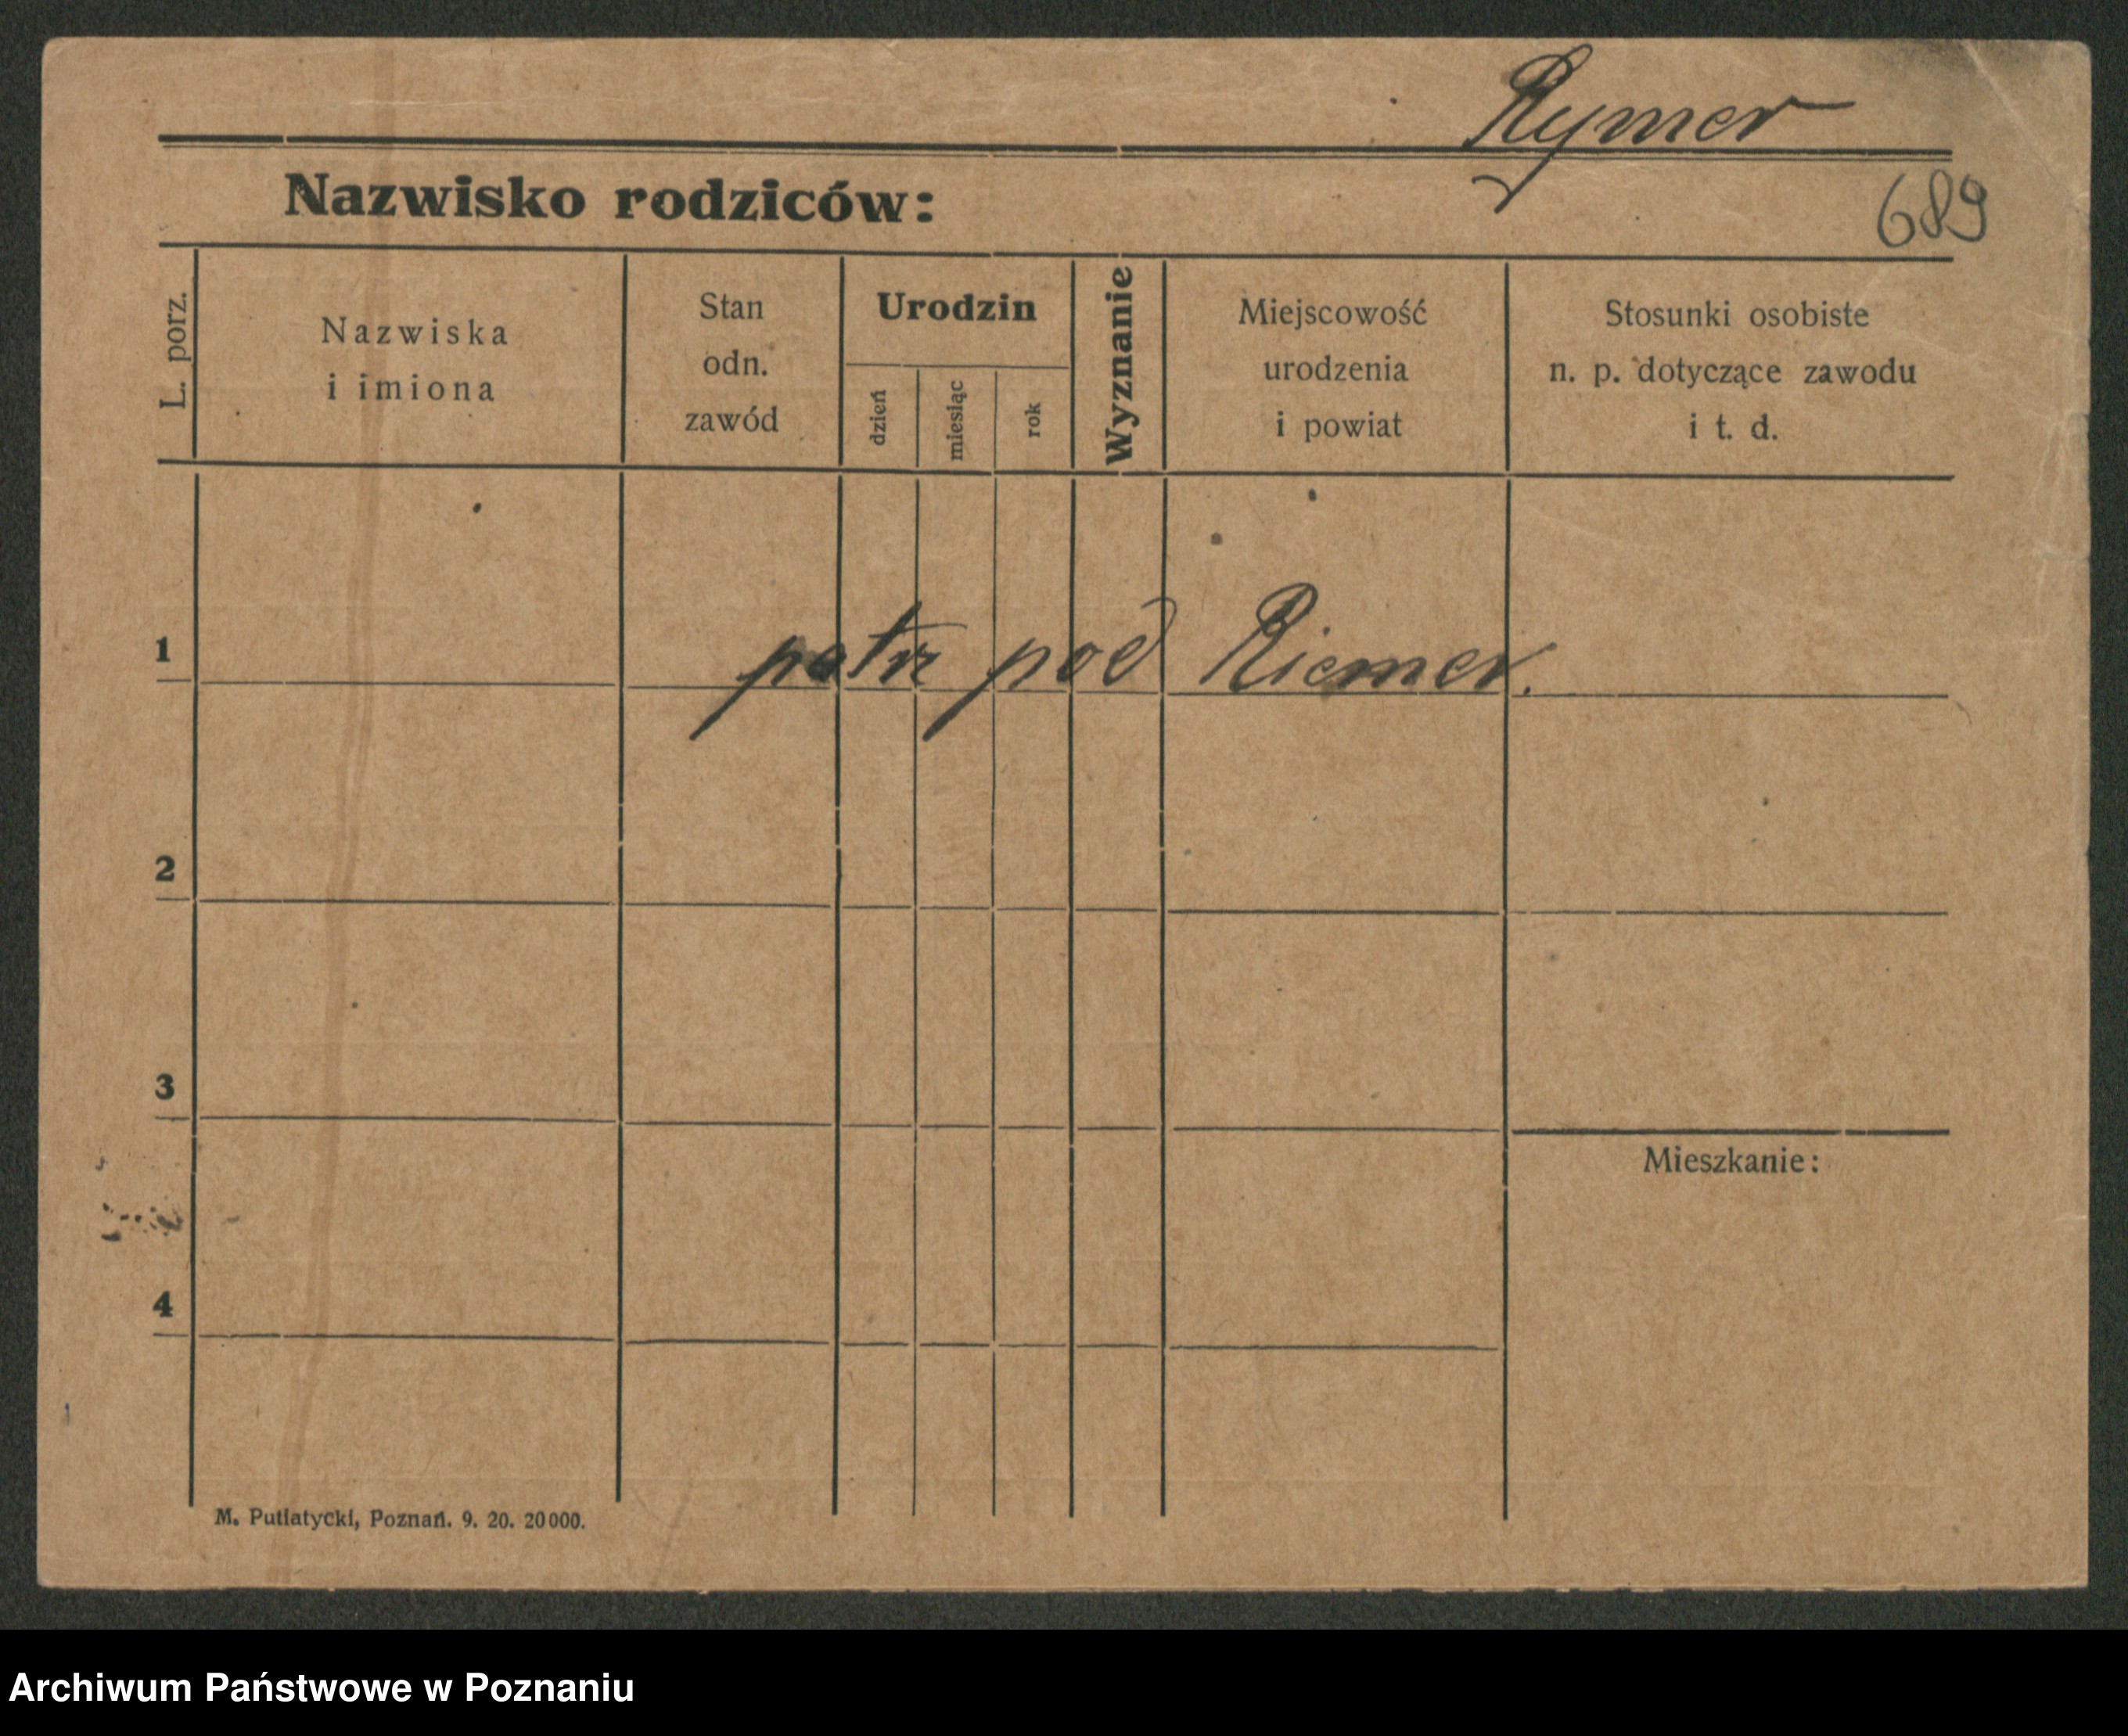 Rymer
Nazwisko rodziców:
689
L. porz.
Nazwiska
i imiona
Stan
odn.
zawód
Urodzin
dzień
miesiąc
rok
Wyznanie
Miejscowość
urodzenia
i powiat
Stosunki osobiste
n. p. dotyczące zawodu
i t. d.
1
patrz pod Riemer.
2
3
Mieszkanie:
4
M. Putiatycki, Poznań. 9. 20. 20000.
Archiwum Państwowe w Poznaniu